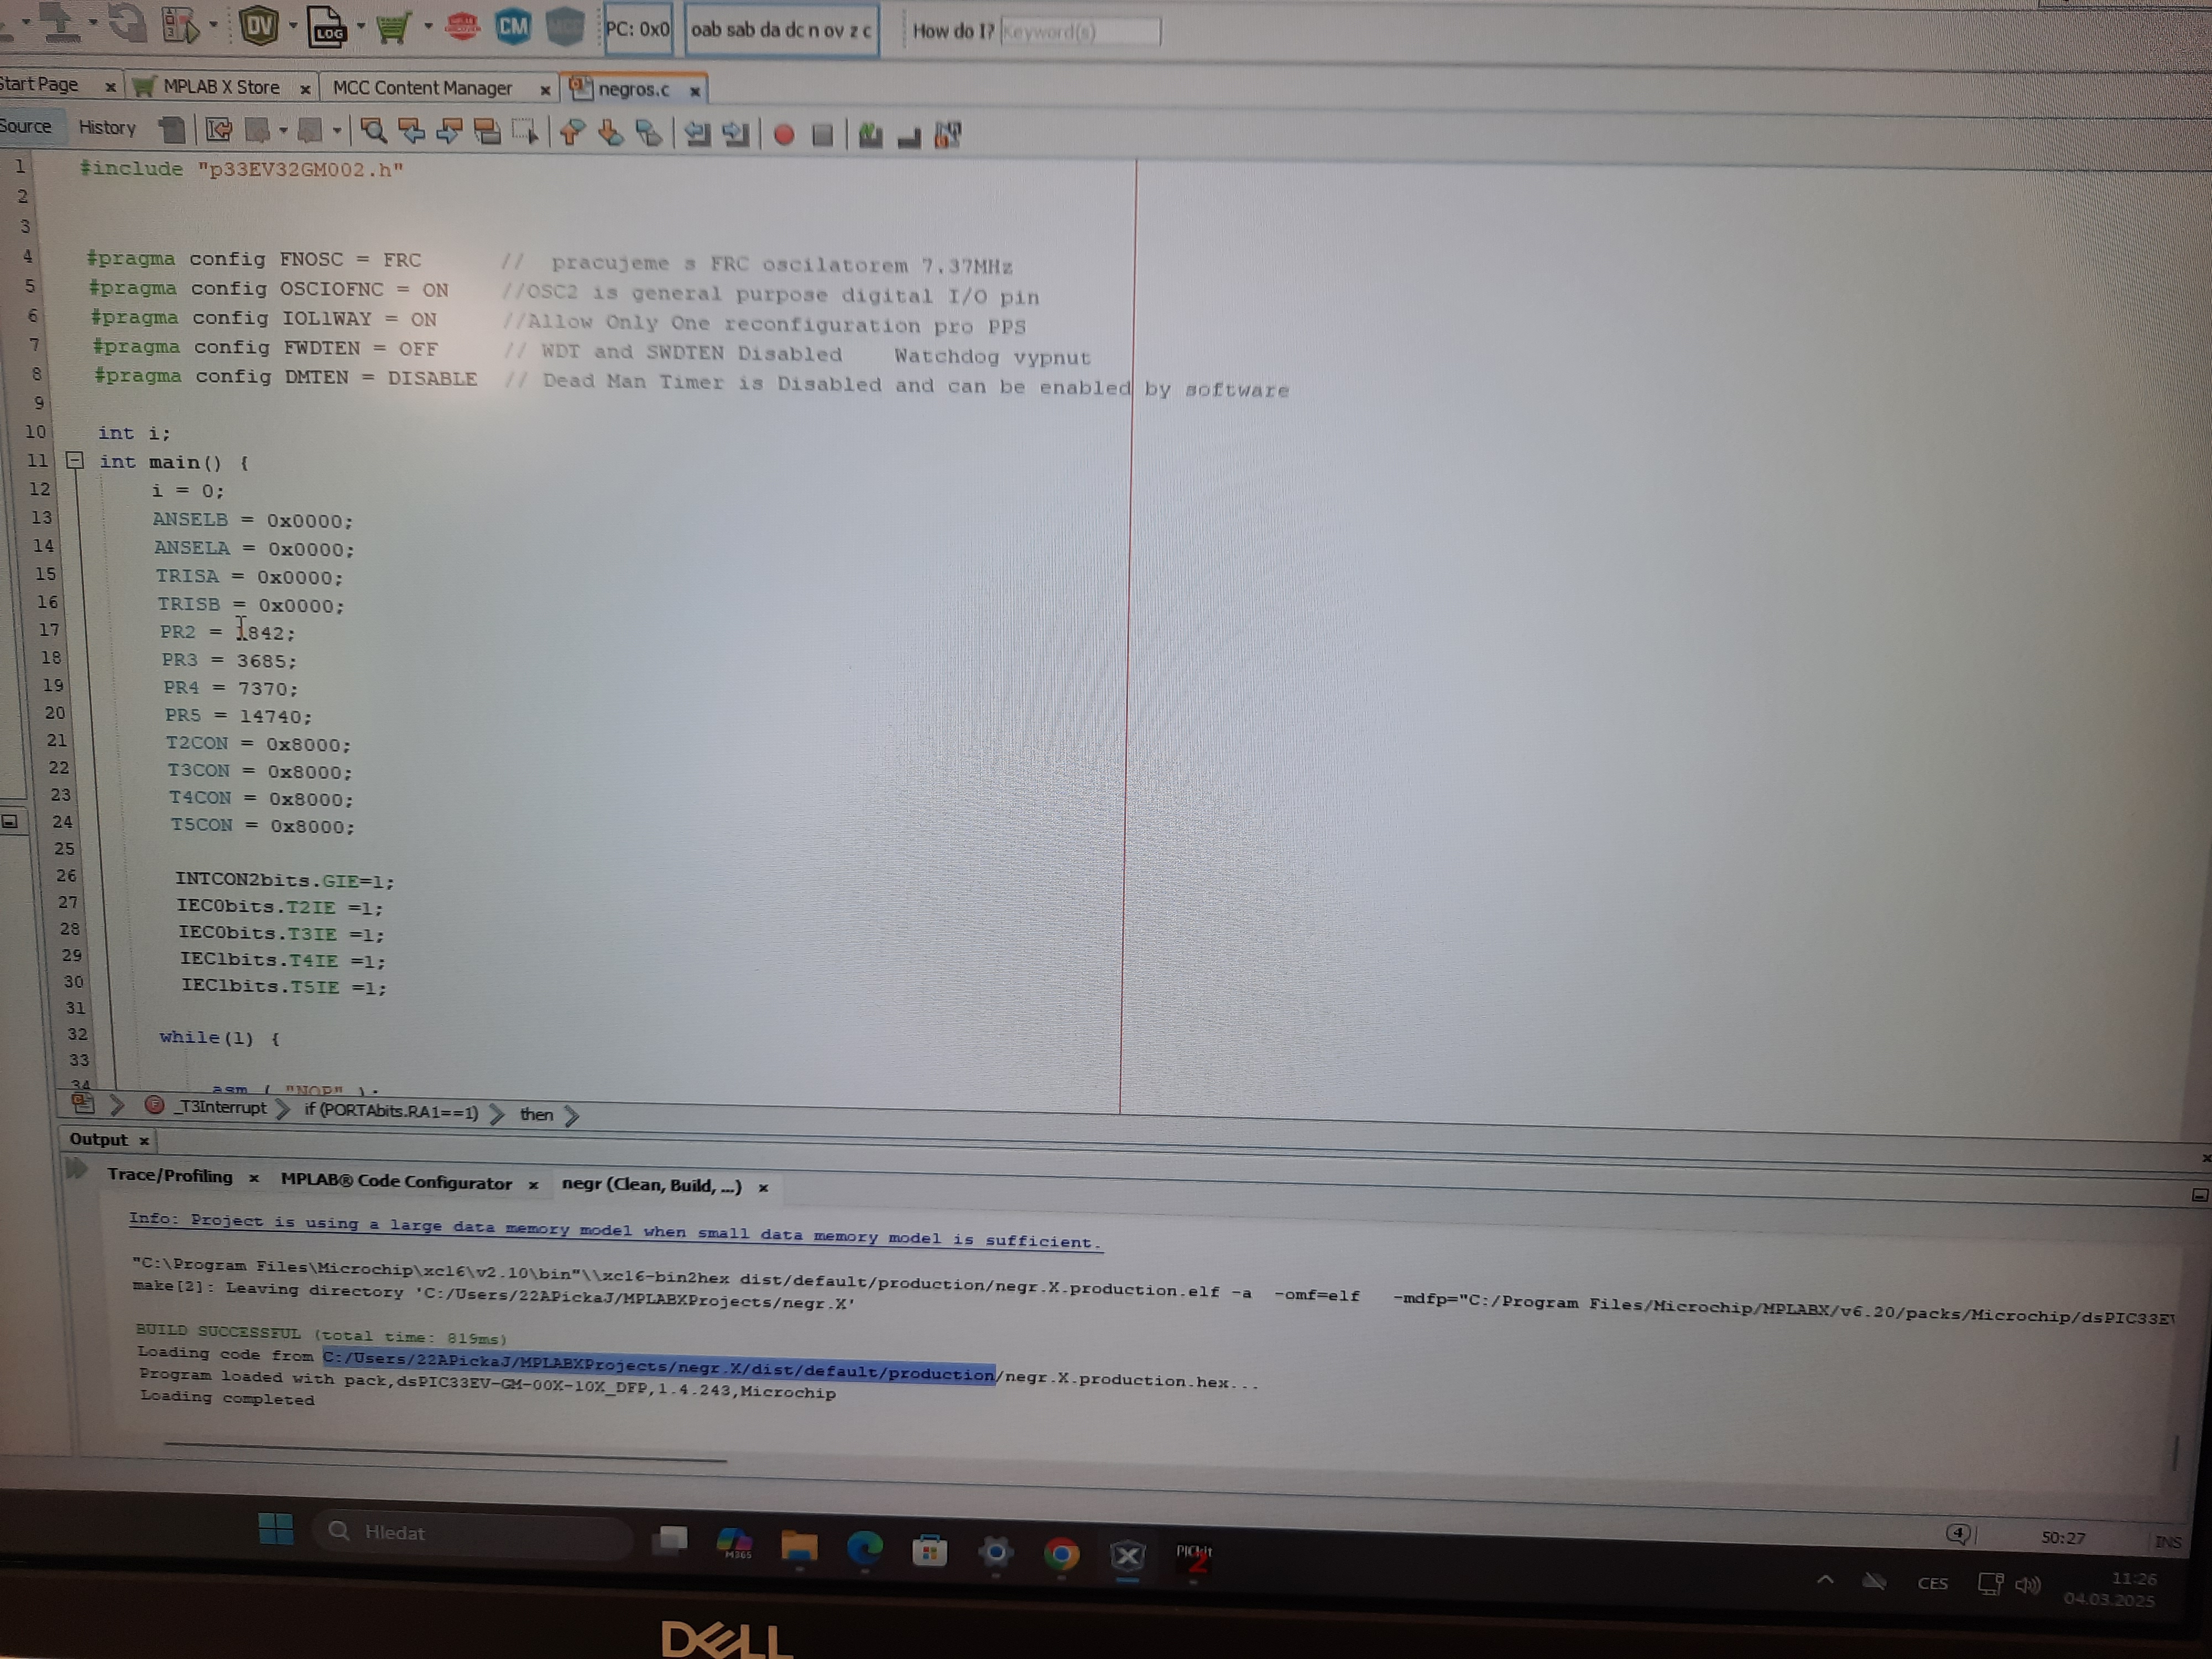 DV
LOG
CM
PC: 0x0
oab sab da dc n ov z c
How do I? Keyword(s)
Start Page
MPLAB X Store
MCC Content Manager
negros.c
Source
History
1 #include "p33EV32GM002.h"
2
3
4 #pragma config FNOSC = FRC // pracujeme s FRC oscilatorem 7.37MHz
5 #pragma config OSCIOFNC = ON //OSC2 is general purpose digital I/O pin
6 #pragma config IOL1WAY = ON //Allow Only One reconfiguration pro PPS
7 #pragma config FWDTEN = OFF // WDT and SWDTEN Disabled Watchdog vypnut
8 #pragma config DMTEN = DISABLE // Dead Man Timer is Disabled and can be enabled by software
9
10 int i;
11 int main() {
12 i = 0;
13 ANSELB = 0x0000;
14 ANSELA = 0x0000;
15 TRISA = 0x0000;
16 TRISB = 0x0000;
17 PR2 = 1842;
18 PR3 = 3685;
19 PR4 = 7370;
20 PR5 = 14740;
21 T2CON = 0x8000;
22 T3CON = 0x8000;
23 T4CON = 0x8000;
24 T5CON = 0x8000;
25
26 INTCON2bits.GIE=1;
27 IEC0bits.T2IE =1;
28 IEC0bits.T3IE =1;
29 IEC1bits.T4IE =1;
30 IEC1bits.T5IE =1;
31
32 while(1) {
33
34 asm ( "NOP" );
_T3Interrupt
if (PORTAbits.RA1==1)
then
Output
Trace/Profiling
MPLAB® Code Configurator
negr (Clean, Build, ...)
Info: Project is using a large data memory model when small data memory model is sufficient.
"C:\Program Files\Microchip\xc16\v2.10\bin"\\xc16-bin2hex dist/default/production/negr.X.production.elf -a -omf=elf -mdfp="C:/Program Files/Microchip/MPLABX/v6.20/packs/Microchip/dsPIC33EV
make[2]: Leaving directory 'C:/Users/22APickaJ/MPLABXProjects/negr.X'
BUILD SUCCESSFUL (total time: 819ms)
Loading code from C:/Users/22APickaJ/MPLABXProjects/negr.X/dist/default/production/negr.X.production.hex...
Program loaded with pack,dsPIC33EV-GM-00X-10X_DFP,1.4.243,Microchip
Loading completed
4
50:27
INS
Hledat
M365
PICkit
2
CES
11:26
04.03.2025
DELL